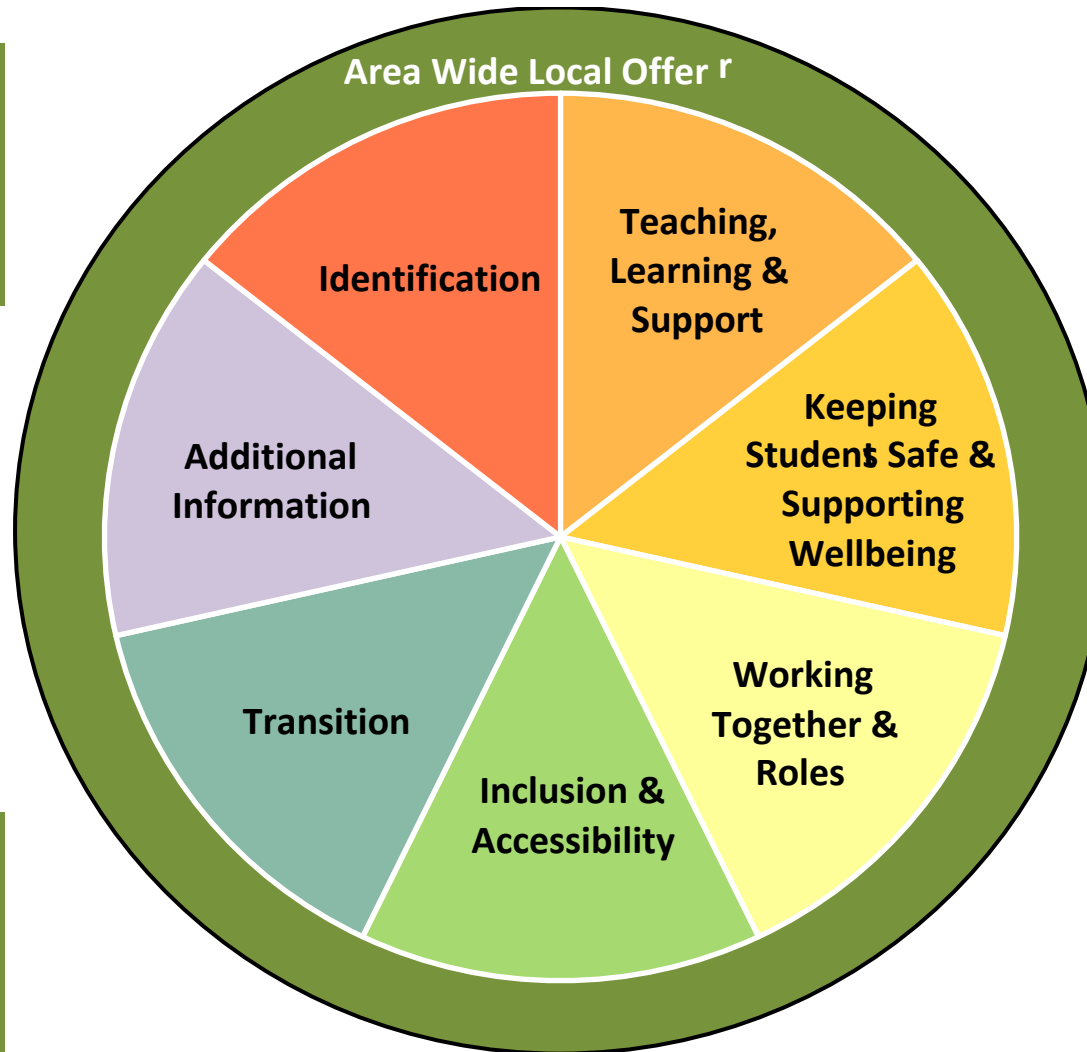 Area Wide Local Offer r
Identification
Teaching,
Learning &
Support
Keeping
Students Safe &
Supporting
Wellbeing
Working
Together &
Roles
Inclusion &
Accessibility
Transition
Additional
Information